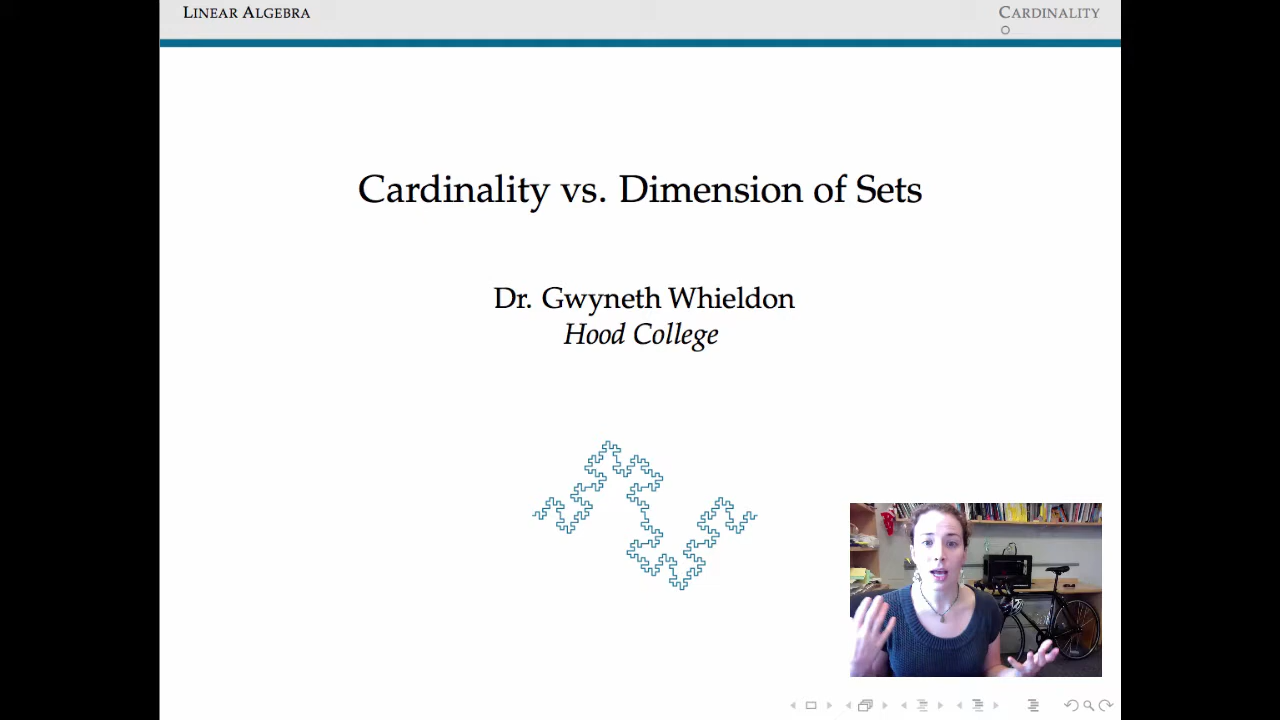 LINEAR ALGEBRA
CARDINALITY
Cardinality vs. Dimension of Sets
Dr. Gwyneth Whieldon
Hood College